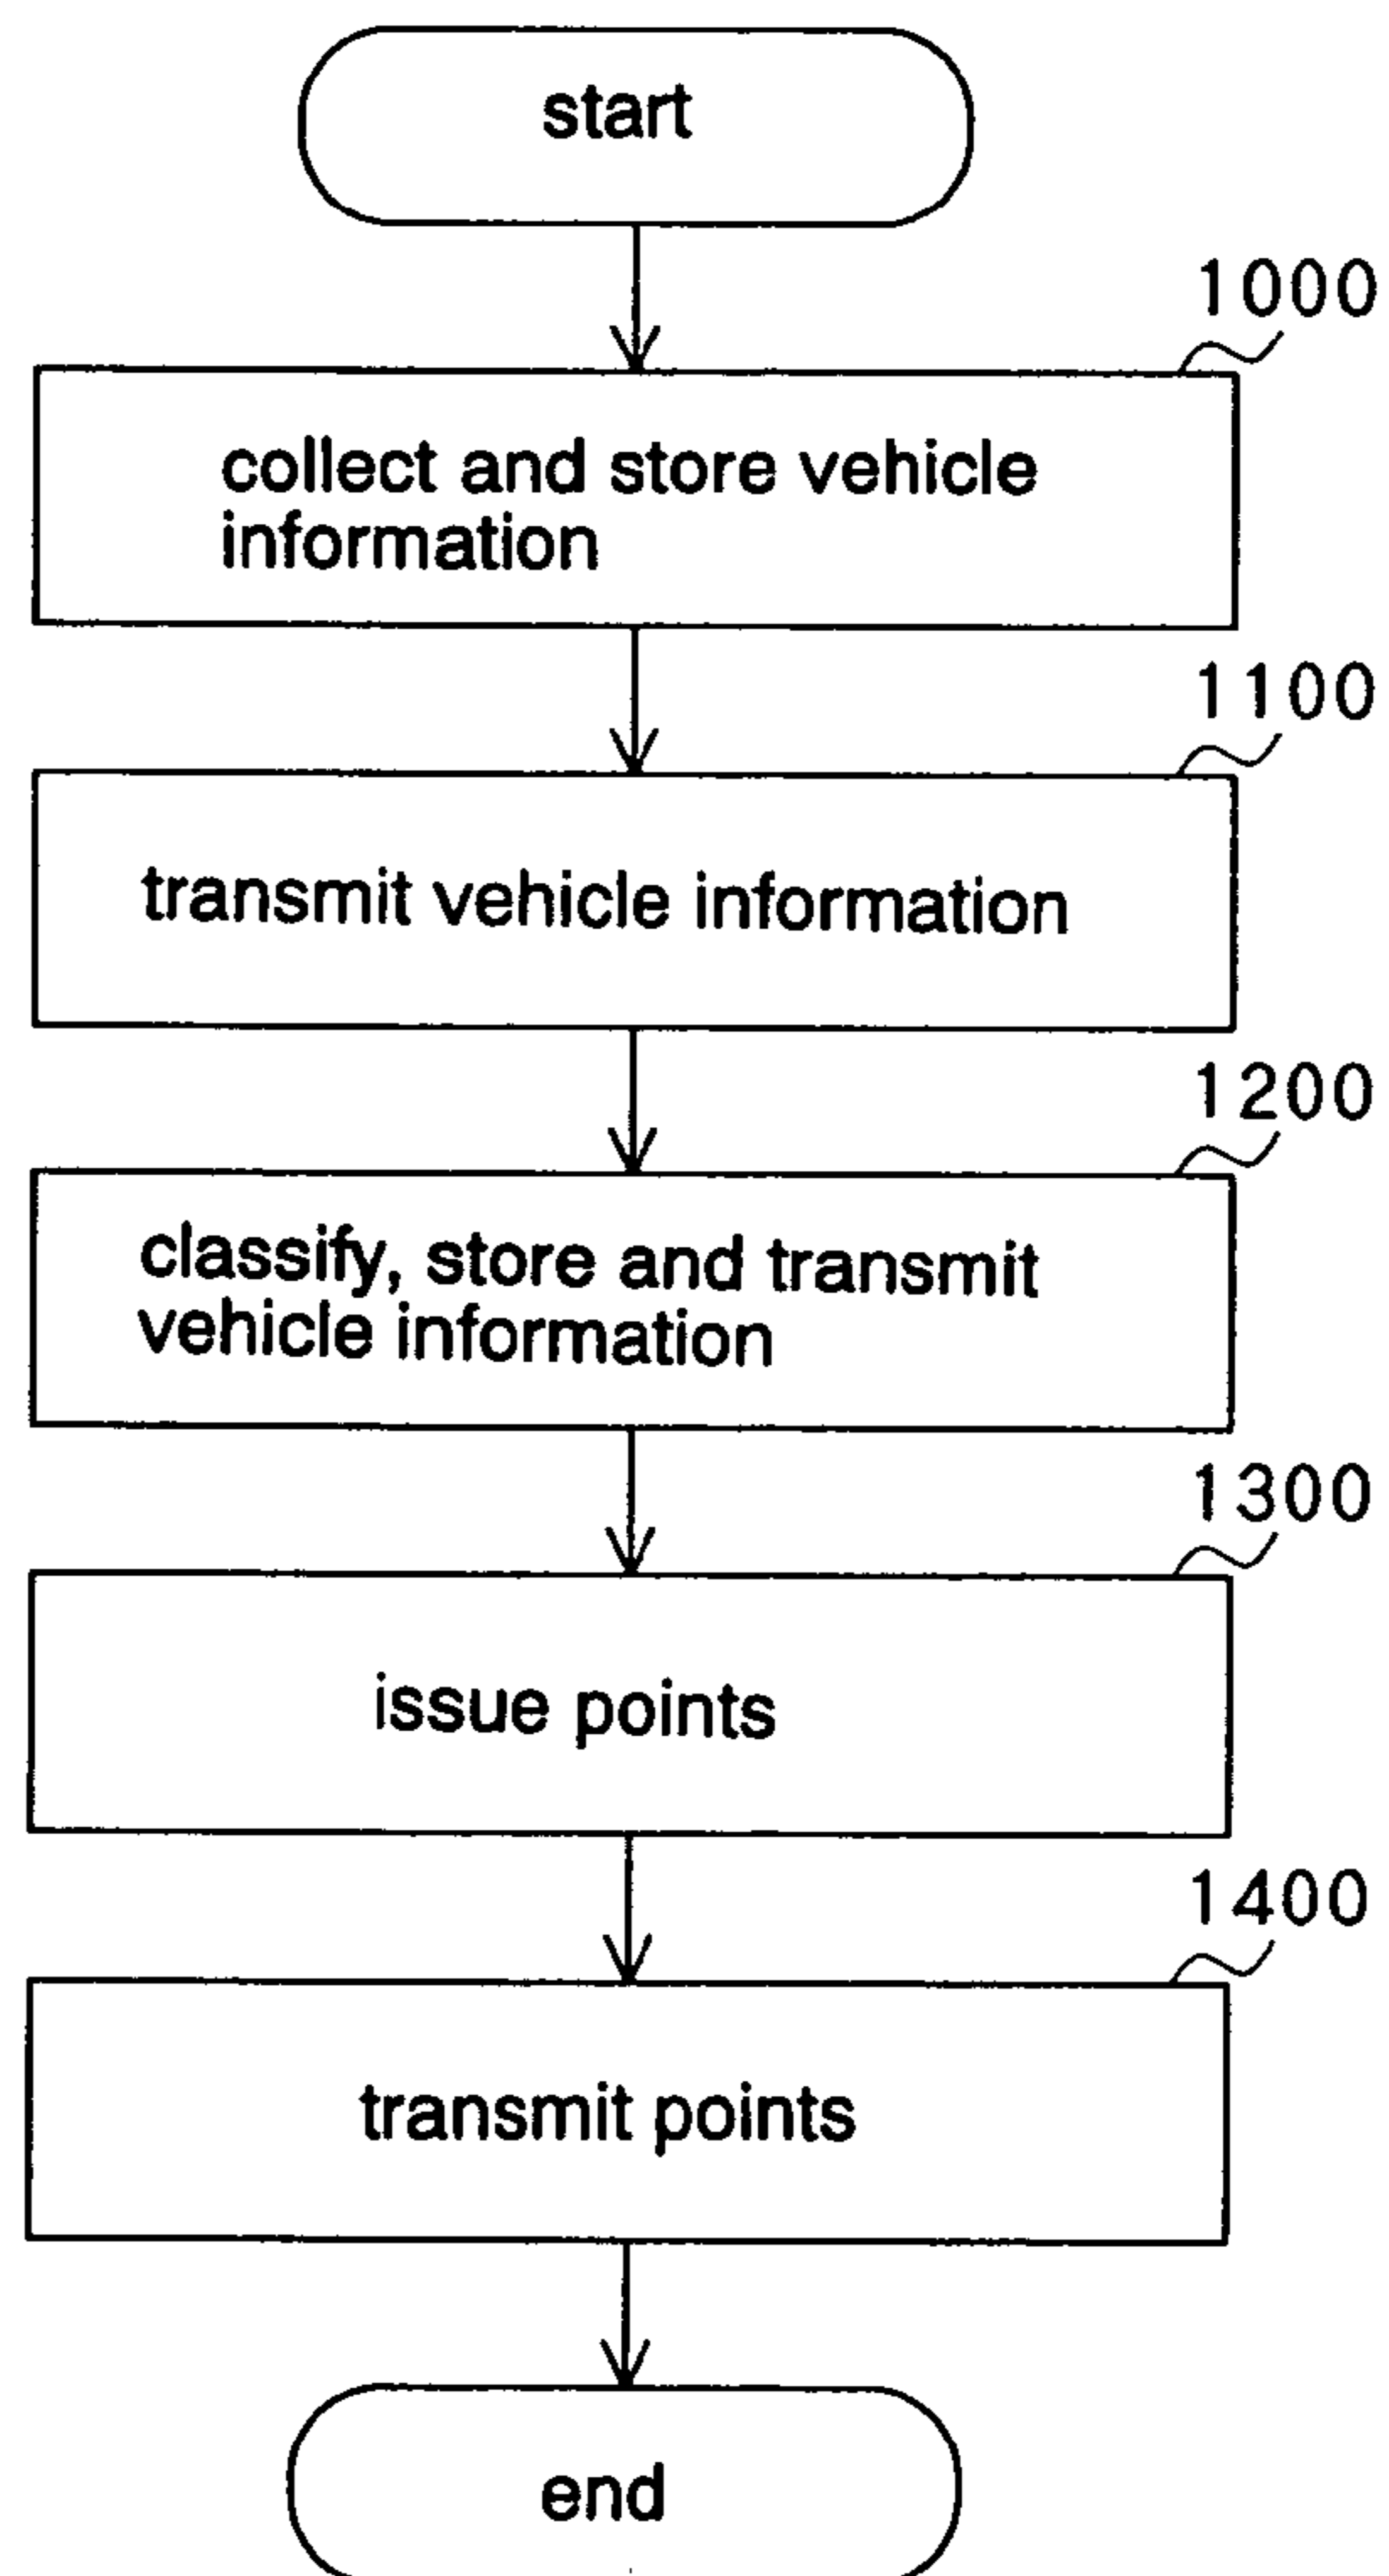 start
1000
collect and store vehicle
information
1100
transmit vehicle information
1200
classify, store and transmit
vehicle information
1300
issue points
1400
transmit points
end